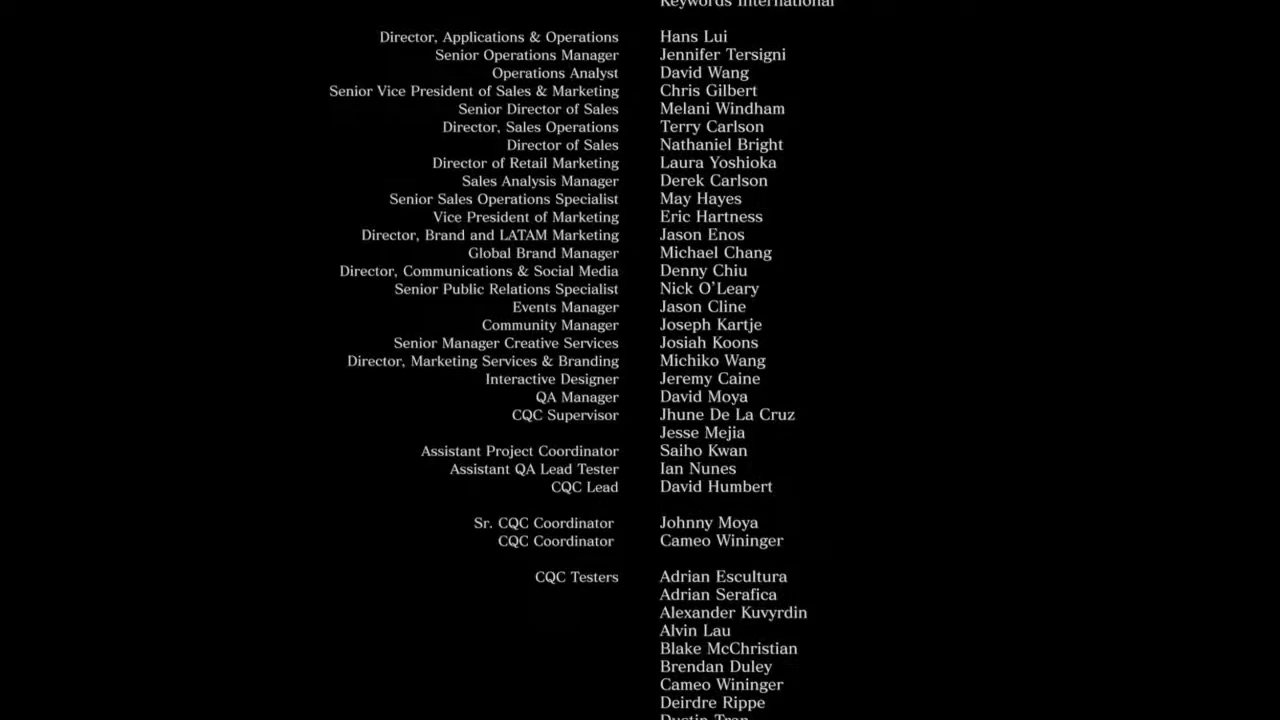 Keywords International
Director, Applications & Operations Hans Lui
Senior Operations Manager Jennifer Tersigni
Operations Analyst David Wang
Senior Vice President of Sales & Marketing Chris Gilbert
Senior Director of Sales Melani Windham
Director, Sales Operations Terry Carlson
Director of Sales Nathaniel Bright
Director of Retail Marketing Laura Yoshioka
Sales Analysis Manager Derek Carlson
Senior Sales Operations Specialist May Hayes
Vice President of Marketing Eric Hartness
Director, Brand and LATAM Marketing Jason Enos
Global Brand Manager Michael Chang
Director, Communications & Social Media Denny Chiu
Senior Public Relations Specialist Nick O'Leary
Events Manager Jason Cline
Community Manager Joseph Kartje
Senior Manager Creative Services Josiah Koons
Director, Marketing Services & Branding Michiko Wang
Interactive Designer Jeremy Caine
QA Manager David Moya
CQC Supervisor Jhune De La Cruz
Jesse Mejia
Assistant Project Coordinator Saiho Kwan
Assistant QA Lead Tester Ian Nunes
CQC Lead David Humbert
Sr. CQC Coordinator Johnny Moya
CQC Coordinator Cameo Wininger
CQC Testers Adrian Escultura
Adrian Serafica
Alexander Kuvyrdin
Alvin Lau
Blake McChristian
Brendan Duley
Cameo Wininger
Deirdre Rippe
Dustin Tran